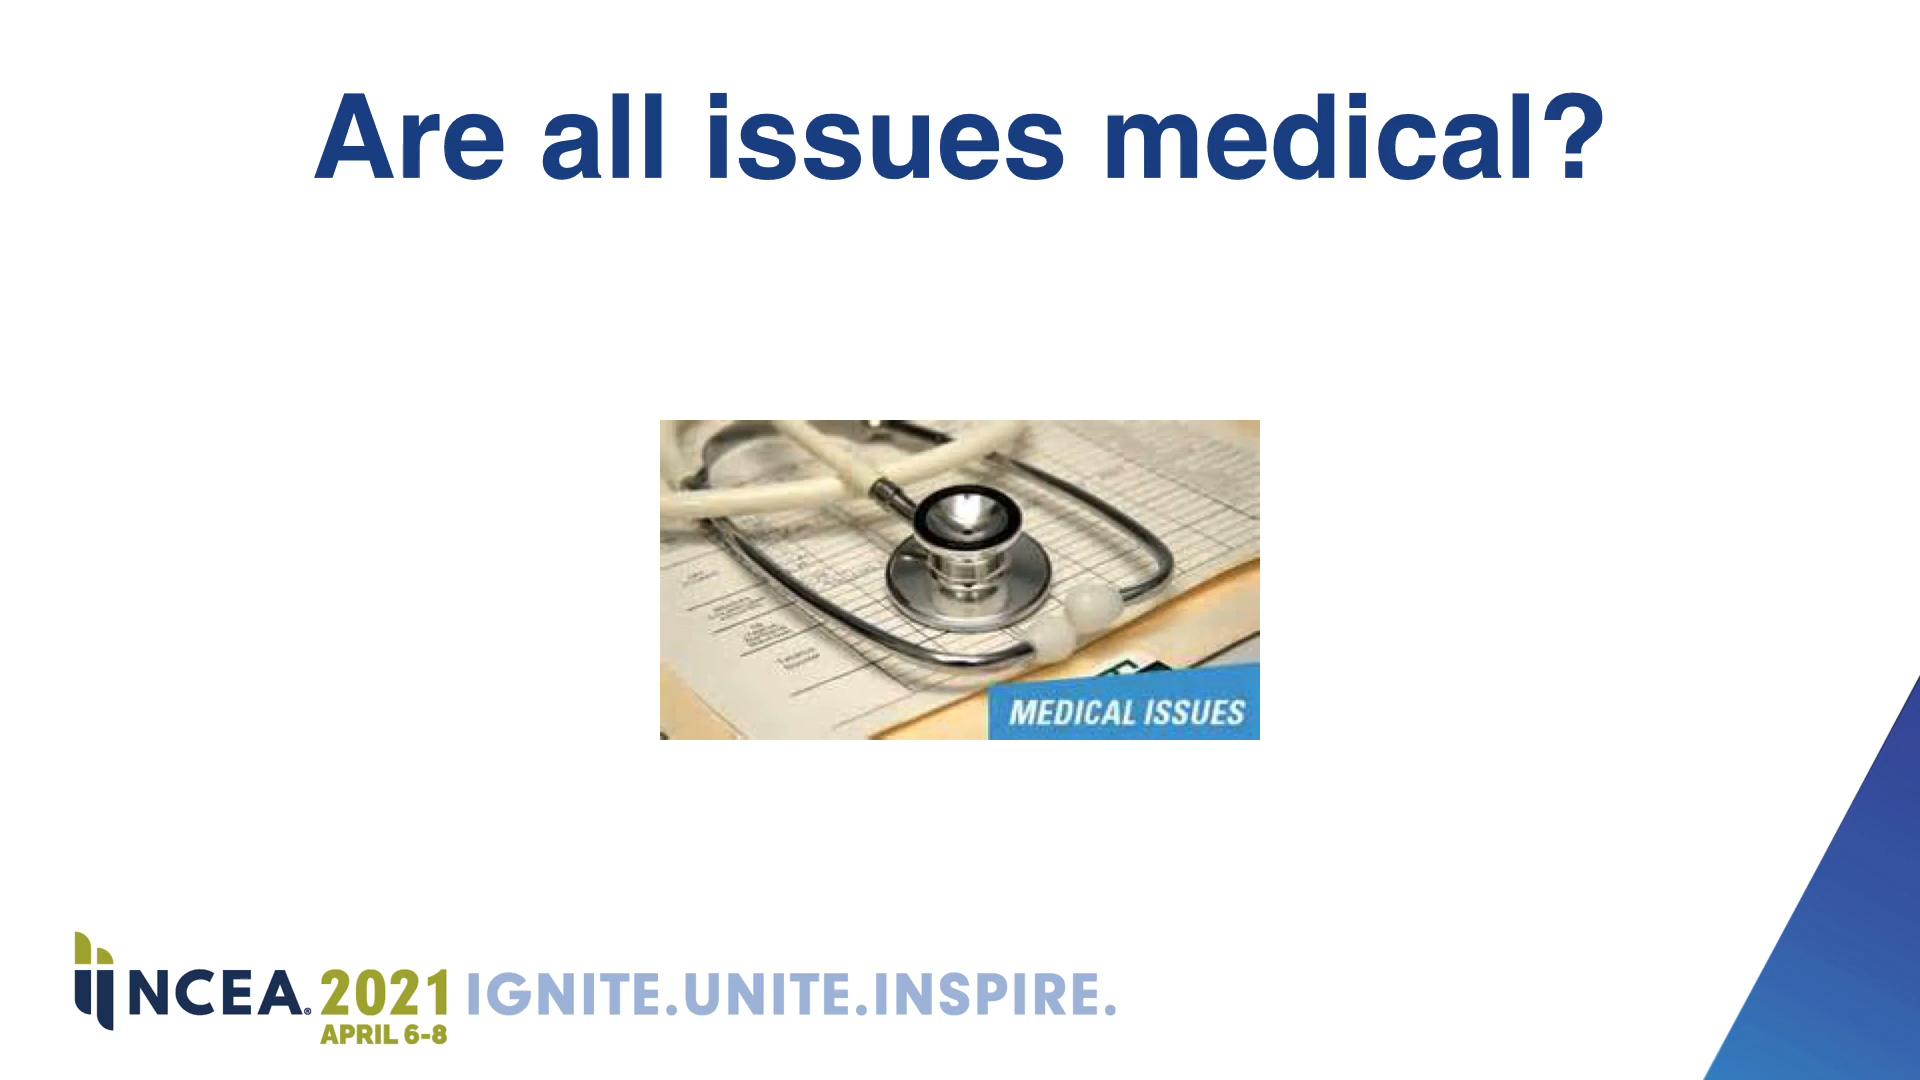 Are all issues medical?
MEDICAL ISSUES
NCEA® 2021 IGNITE.UNITE.INSPIRE.
APRIL 6-8